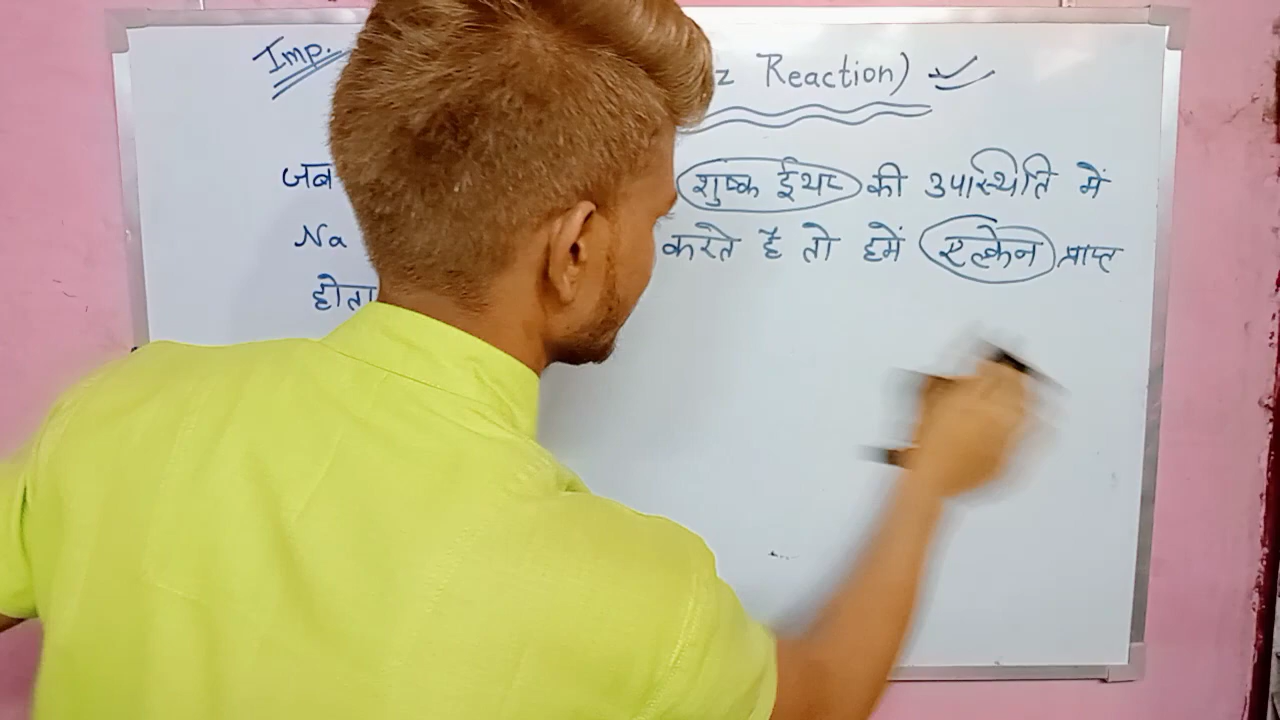 Imp. z Reaction)
जब शुष्क ईथर की उपस्थिति में
Na करते है तो हमें एल्केन प्राप्त
होता